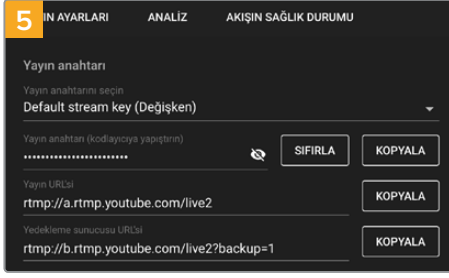 5
IN AYARLARI ANALİZ AKIŞIN SAĞLIK DURUMU
Yayın anahtarı
Yayın anahtarını seçin
Default stream key (Değişken)
Yayın anahtarı (kodlayıcıya yapıştırın)
•••••••••••••••••••••••• SIFIRLA KOPYALA
Yayın URL'si
rtmp://a.rtmp.youtube.com/live2 KOPYALA
Yedekleme sunucusu URL'si
rtmp://b.rtmp.youtube.com/live2?backup=1 KOPYALA